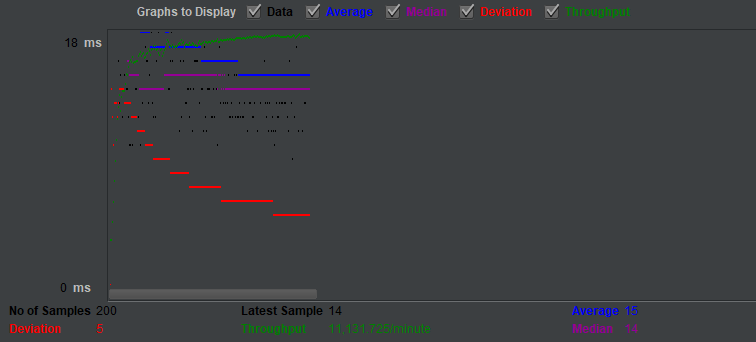 Graphs to Display Data Average Median Deviation Throughput
18 ms
0 ms
No of Samples 200 Latest Sample 14 Average 15
Deviation 5 Throughput 11,131.725/minute Median 14